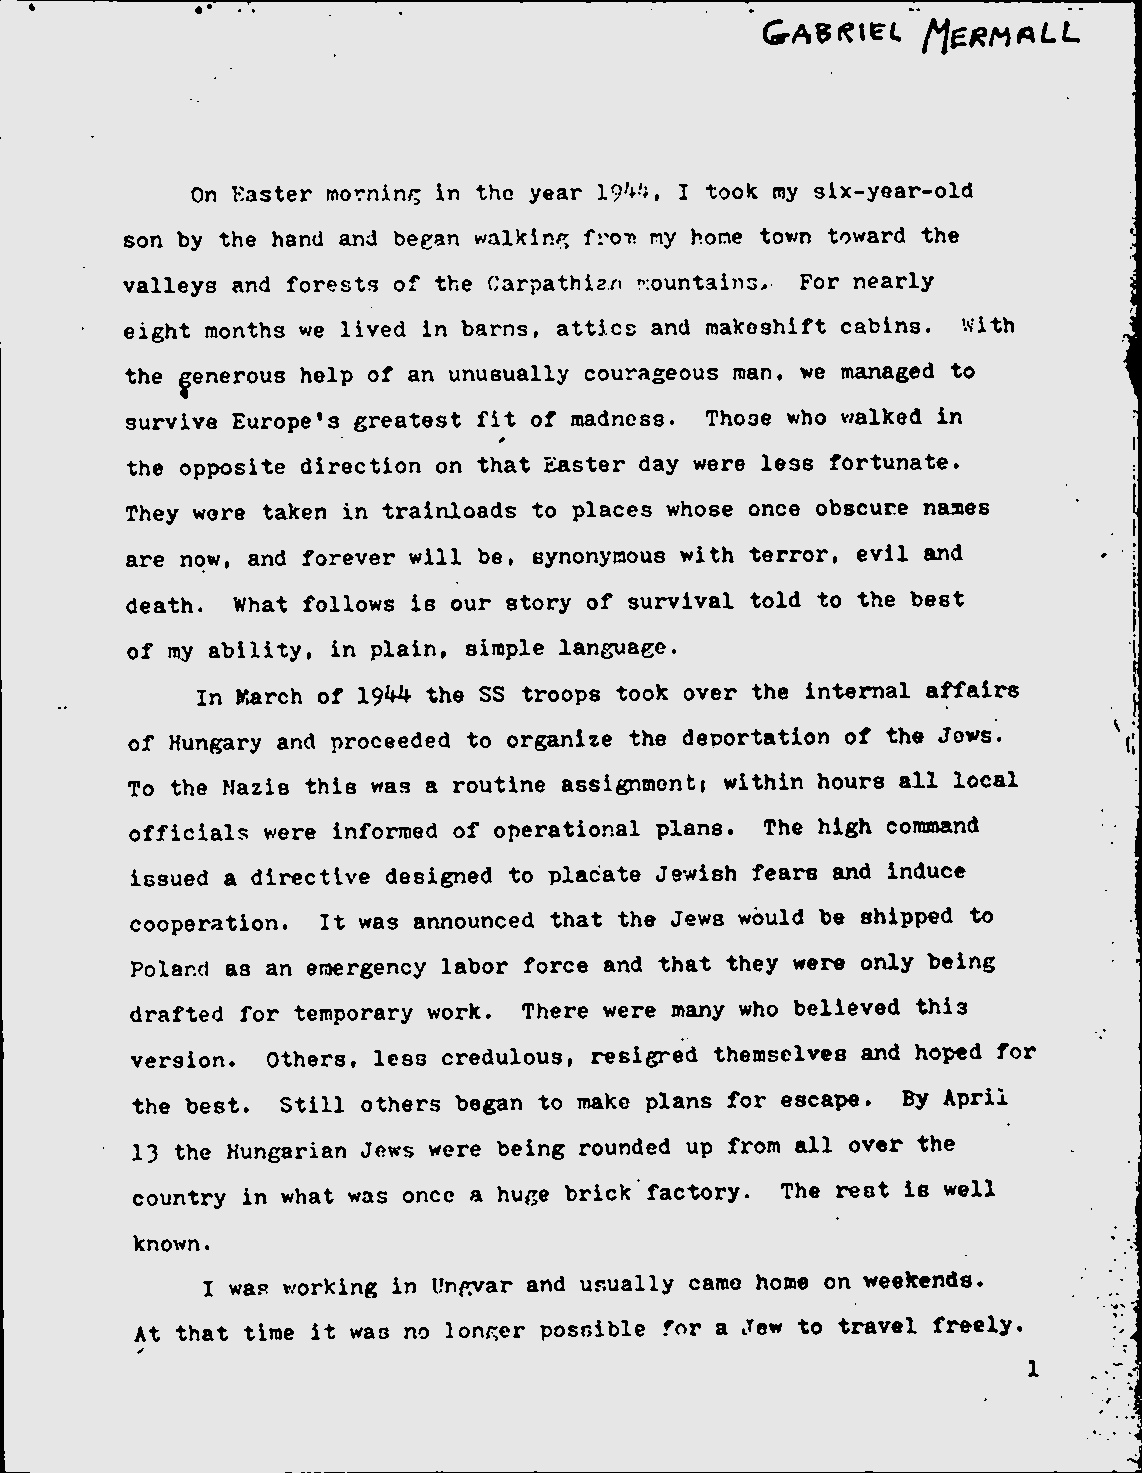 GABRIEL MERMALL
On Easter morning in the year 1944, I took my six-year-old
son by the hand and began walking from my home town toward the
valleys and forests of the Carpathian mountains. For nearly
eight months we lived in barns, attics and makeshift cabins. With
the generous help of an unusually courageous man, we managed to
survive Europe's greatest fit of madness. Those who walked in
the opposite direction on that Easter day were less fortunate.
They were taken in trainloads to places whose once obscure names
are now, and forever will be, synonymous with terror, evil and
death. What follows is our story of survival told to the best
of my ability, in plain, simple language.
In March of 1944 the SS troops took over the internal affairs
of Hungary and proceeded to organize the deportation of the Jews.
To the Nazis this was a routine assignment; within hours all local
officials were informed of operational plans. The high command
issued a directive designed to placate Jewish fears and induce
cooperation. It was announced that the Jews would be shipped to
Poland as an emergency labor force and that they were only being
drafted for temporary work. There were many who believed this
version. Others, less credulous, resigned themselves and hoped for
the best. Still others began to make plans for escape. By April
13 the Hungarian Jews were being rounded up from all over the
country in what was once a huge brick factory. The rest is well
known.
I was working in Ungvar and usually came home on weekends.
At that time it was no longer possible for a Jew to travel freely.
1